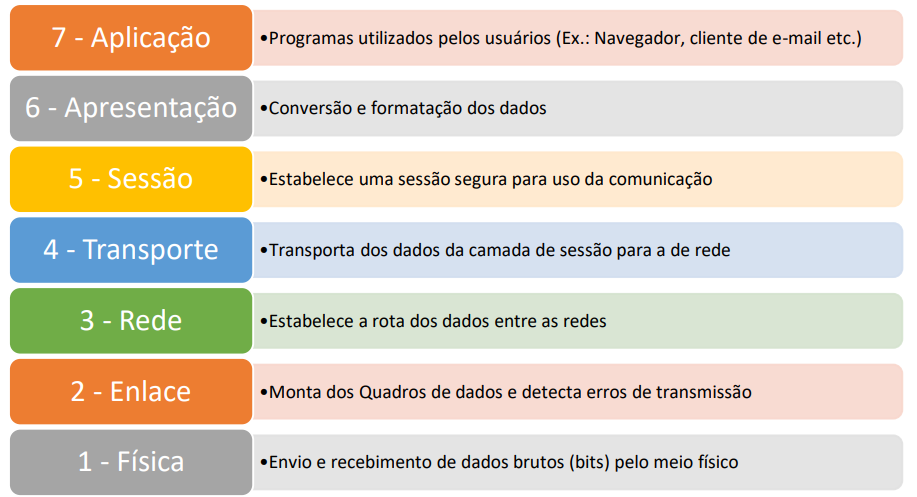 7 - Aplicação
•Programas utilizados pelos usuários (Ex.: Navegador, cliente de e-mail etc.)
6 - Apresentação
•Conversão e formatação dos dados
5 - Sessão
•Estabelece uma sessão segura para uso da comunicação
4 - Transporte
•Transporta dos dados da camada de sessão para a de rede
3 - Rede
•Estabelece a rota dos dados entre as redes
2 - Enlace
•Monta dos Quadros de dados e detecta erros de transmissão
1 - Física
•Envio e recebimento de dados brutos (bits) pelo meio físico